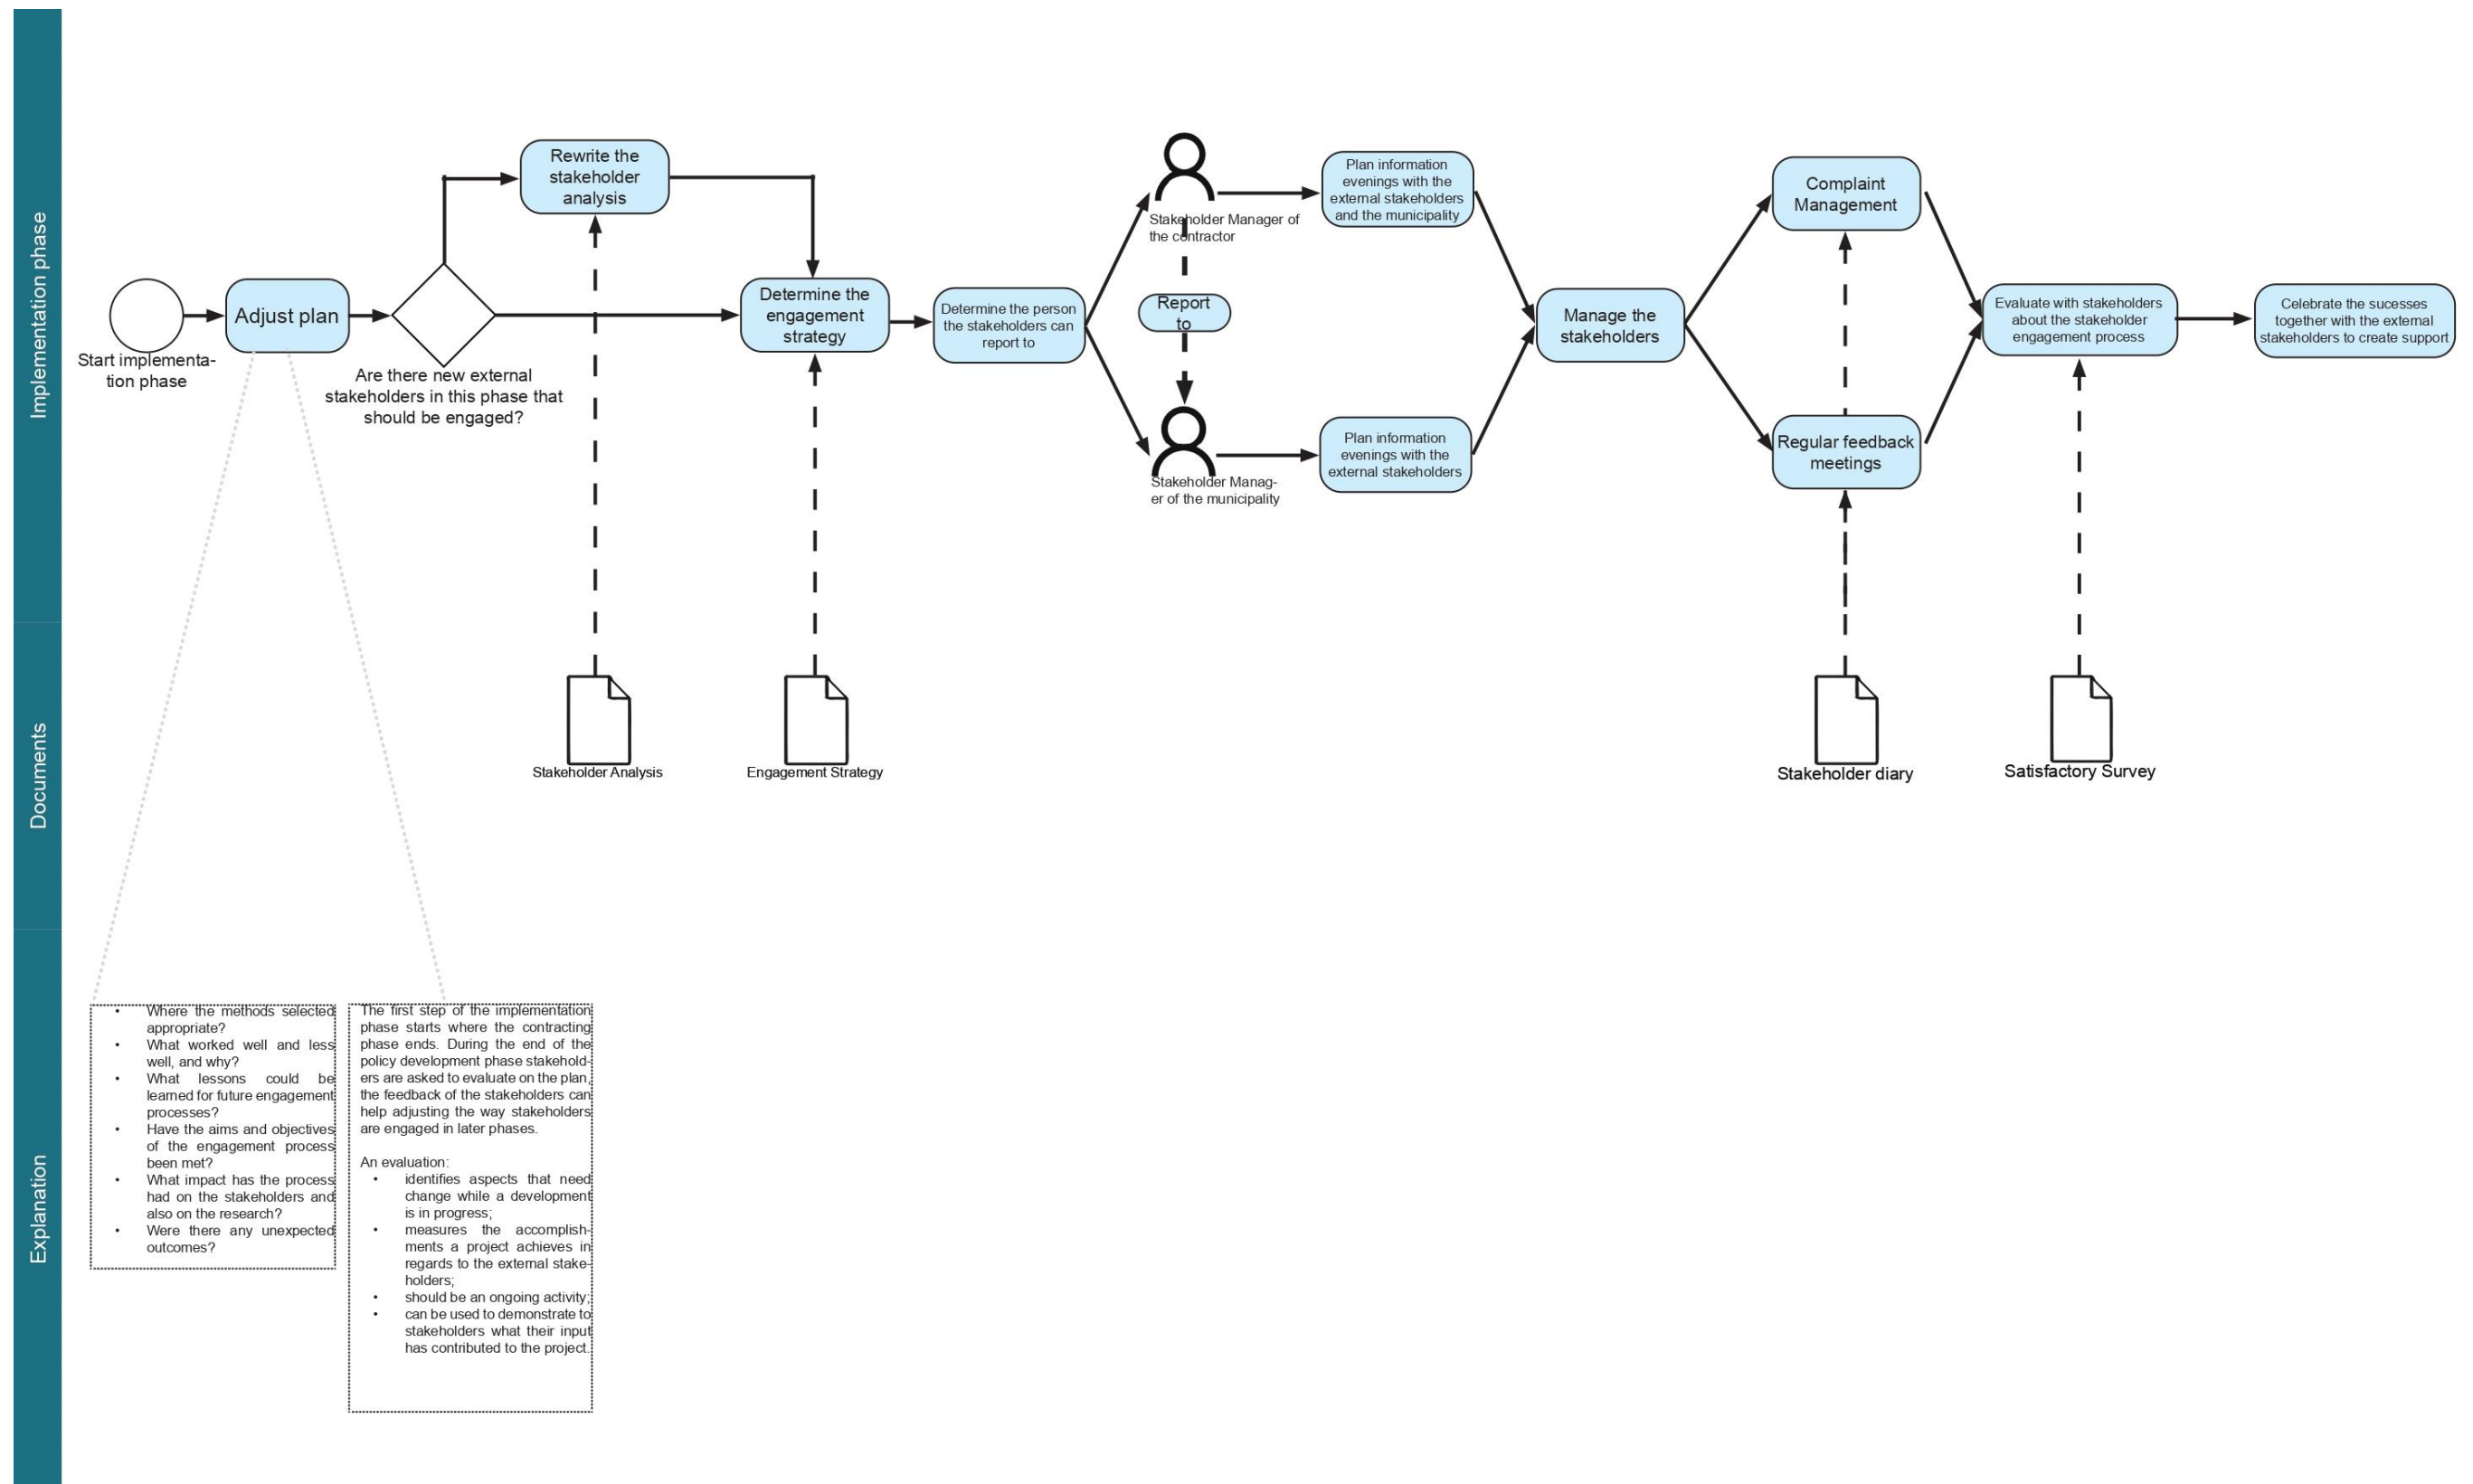 Implementation phase
Start implementa-
tion phase
Adjust plan
Are there new external
stakeholders in this phase that
should be engaged?
Rewrite the
stakeholder
analysis
Determine the
engagement
strategy
Determine the person
the stakeholders can
report to
Stakeholder Manager of
the contractor
Report
to
Stakeholder Manag-
er of the municipality
Plan information
evenings with the
external stakeholders
and the municipality
Plan information
evenings with the
external stakeholders
Manage the
stakeholders
Complaint
Management
Regular feedback
meetings
Evaluate with stakeholders
about the stakeholder
engagement process
Celebrate the sucesses
together with the external
stakeholders to create support
Documents
Stakeholder Analysis
Engagement Strategy
Stakeholder diary
Satisfactory Survey
Explanation
• Where the methods selected
appropriate?
• What worked well and less
well, and why?
• What lessons could be
learned for future engagement
processes?
• Have the aims and objectives
of the engagement process
been met?
• What impact has the process
had on the stakeholders and
also on the research?
• Were there any unexpected
outcomes?
The first step of the implementation
phase starts where the contracting
phase ends. During the end of the
policy development phase stakehold-
ers are asked to evaluate on the plan,
the feedback of the stakeholders can
help adjusting the way stakeholders
are engaged in later phases.
An evaluation:
• identifies aspects that need
change while a development
is in progress;
• measures the accomplish-
ments a project achieves in
regards to the external stake-
holders;
• should be an ongoing activity;
• can be used to demonstrate to
stakeholders what their input
has contributed to the project.